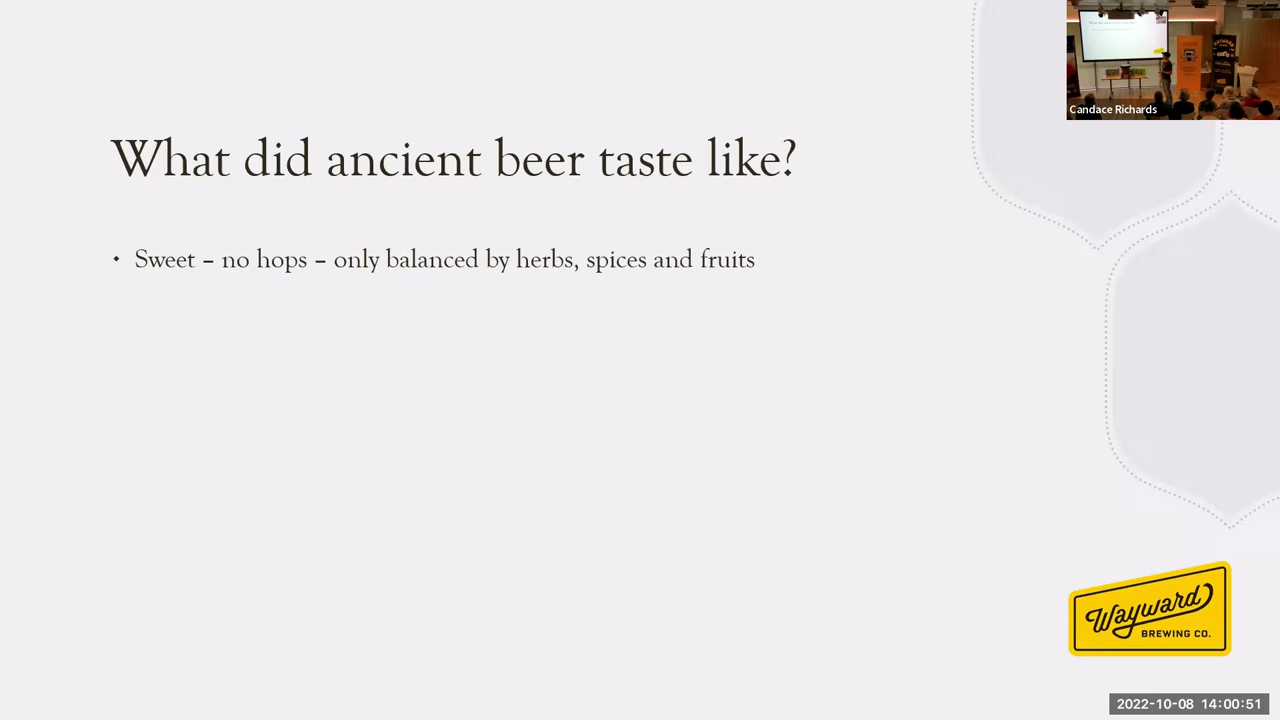 Candace Richards
What did ancient beer taste like?
• Sweet – no hops – only balanced by herbs, spices and fruits
Wayward
BREWING CO.
2022-10-08 14:00:51